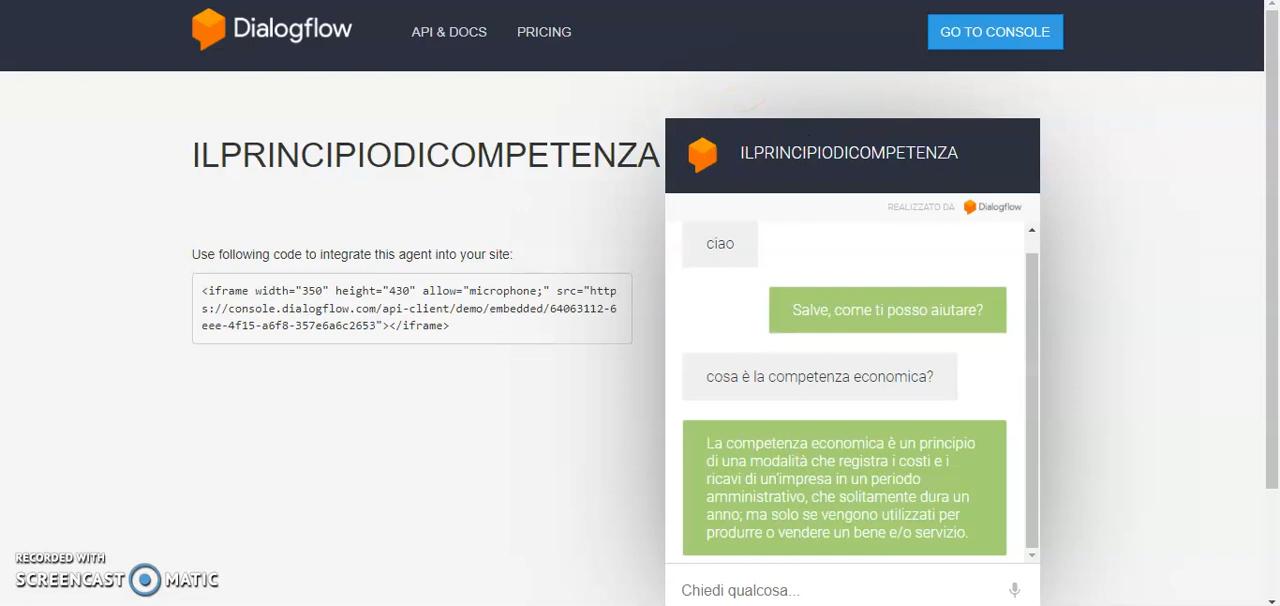 Dialogflow
API & DOCS
PRICING
GO TO CONSOLE
ILPRINCIPIODICOMPETENZA
Use following code to integrate this agent into your site:
<iframe width="350" height="430" allow="microphone;" src="http
s://console.dialogflow.com/api-client/demo/embedded/64063112-6
eee-4f15-a6f8-357e6a6c2653"></iframe>
ILPRINCIPIODICOMPETENZA
REALIZZATO DA Dialogflow
ciao
Salve, come ti posso aiutare?
cosa è la competenza economica?
La competenza economica è un principio
di una modalità che registra i costi e i
ricavi di un'impresa in un periodo
amministrativo, che solitamente dura un
anno; ma solo se vengono utilizzati per
produrre o vendere un bene e/o servizio.
Chiedi qualcosa...
RECORDED WITH
SCREENCAST MATIC